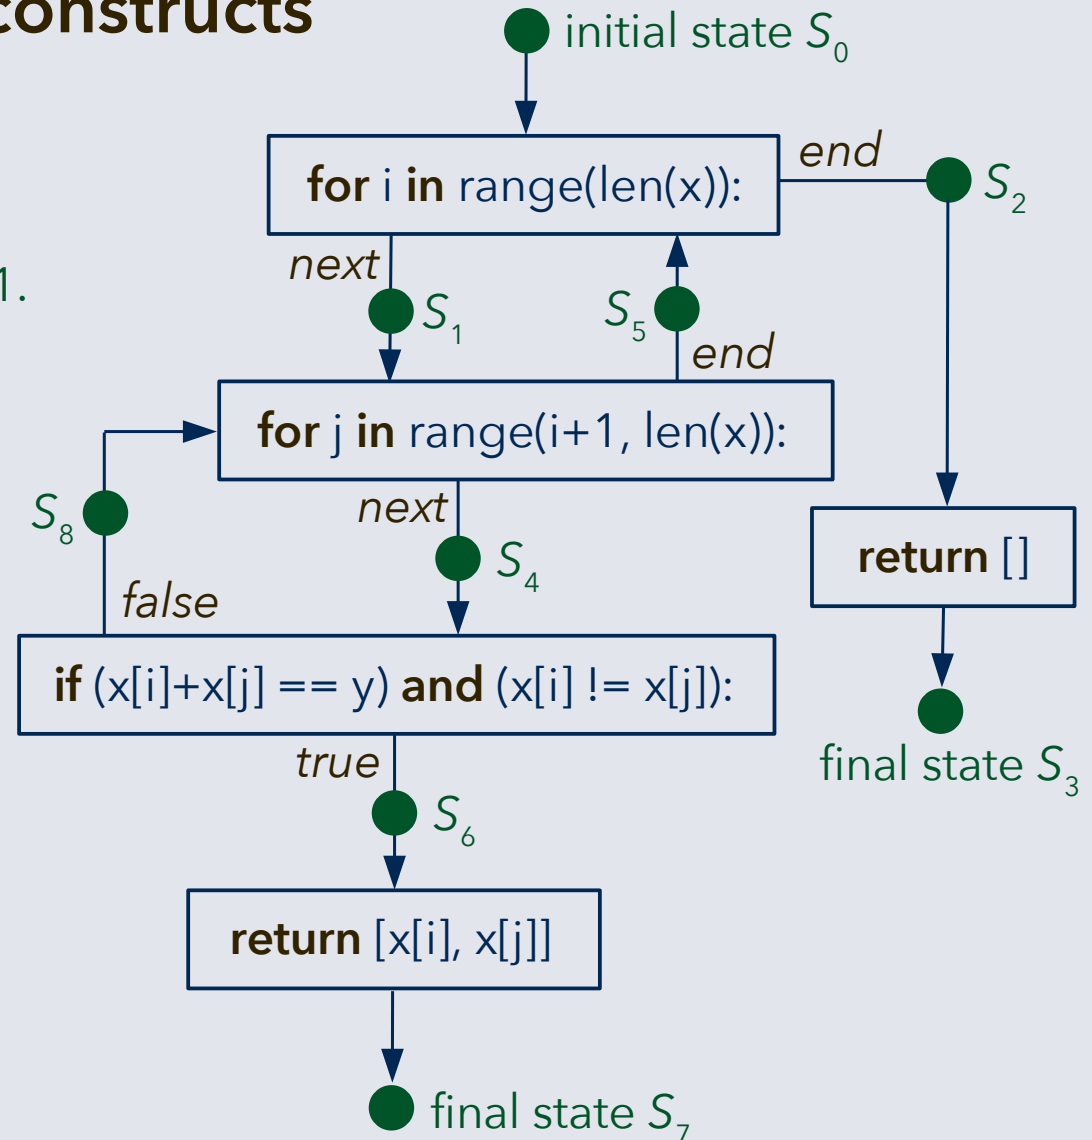 constructs
initial state S₀
for i in range(len(x)):
end
S₂
next
1.
S₁
S₅
end
for j in range(i+1, len(x)):
S₈
next
S₄
return []
false
if (x[i]+x[j] == y) and (x[i] != x[j]):
true
final state S₃
S₆
return [x[i], x[j]]
final state S₇